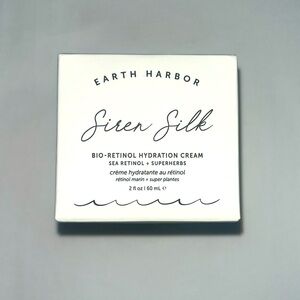 EARTH HARBOR
Siren Silk
BIO-RETINOL HYDRATION CREAM
SEA RETINOL + SUPERHERBS
crème hydratante au rétinol
rétinol marin + super plantes
2 fl oz | 60 mL ℮